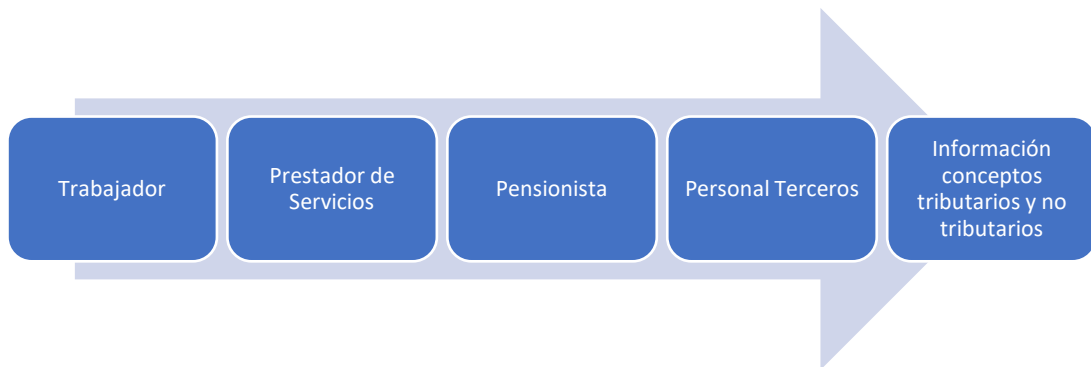 Trabajador
Prestador de
Servicios
Pensionista
Personal Terceros
Información
conceptos
tributarios y no
tributarios